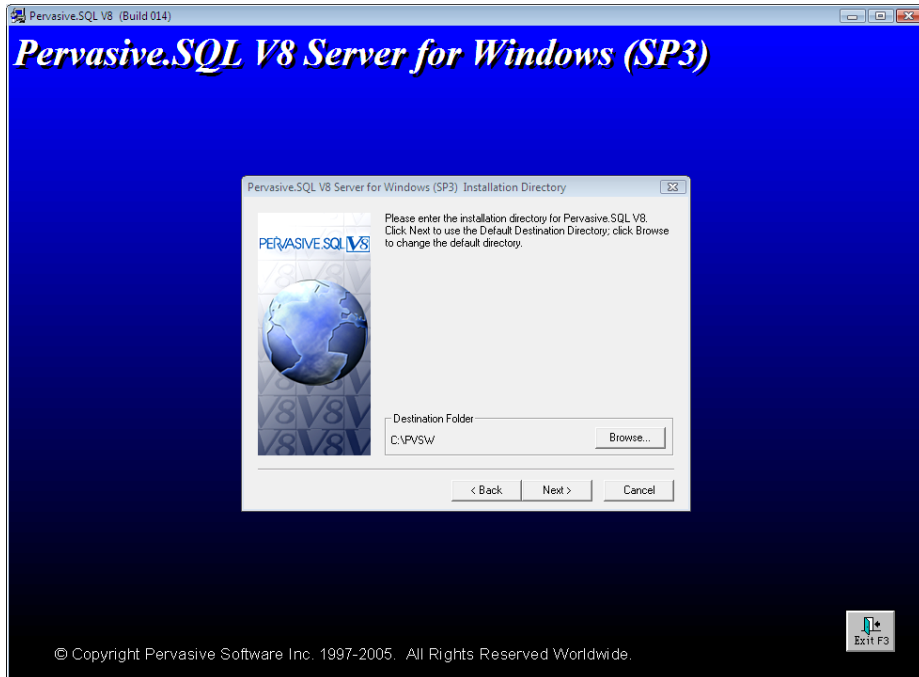 Pervasive.SQL V8 (Build 014)
Pervasive.SQL V8 Server for Windows (SP3)
Pervasive.SQL V8 Server for Windows (SP3) Installation Directory
PERVASIVE.SQL V8
Please enter the installation directory for Pervasive.SQL V8.
Click Next to use the Default Destination Directory; click Browse
to change the default directory.
Destination Folder
C:\PVSW
Browse...
< Back
Next >
Cancel
Exit F3
© Copyright Pervasive Software Inc. 1997-2005. All Rights Reserved Worldwide.